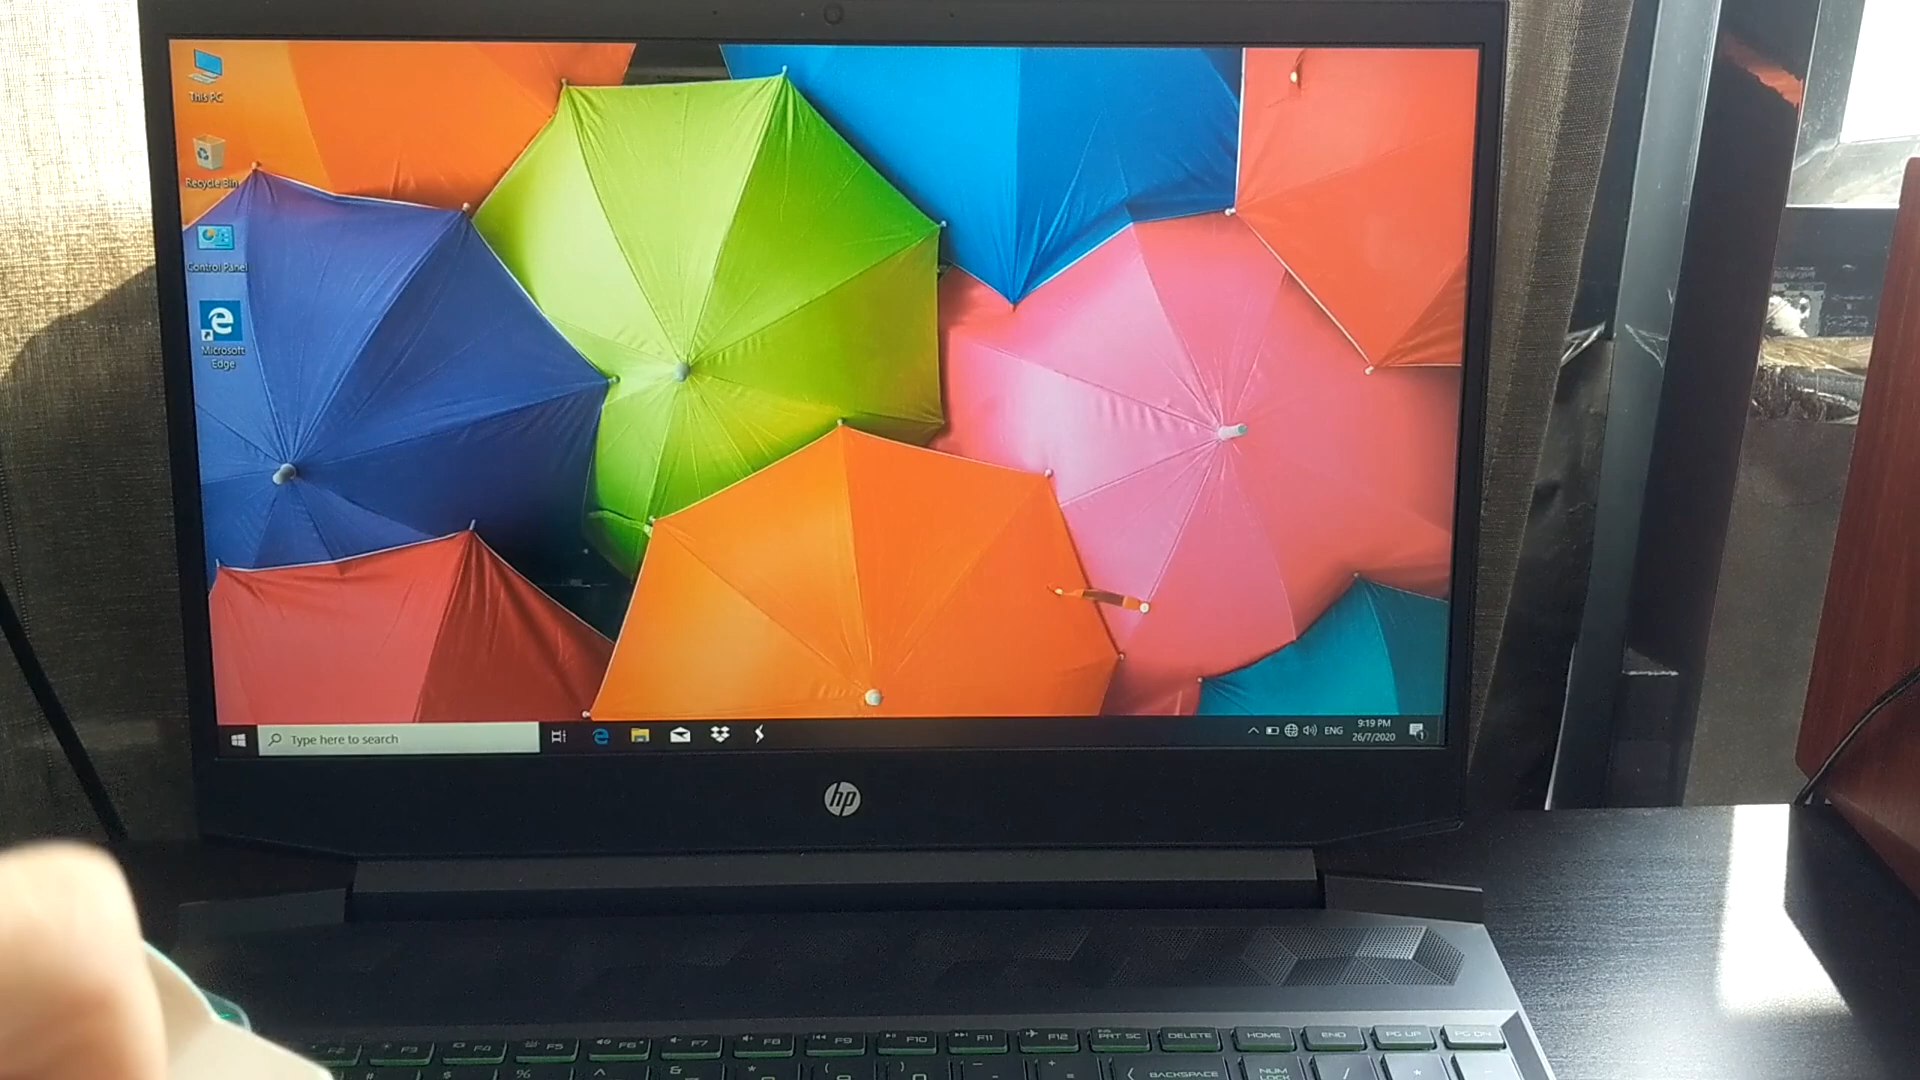 This PC
Recycle Bin
Control Panel
Microsoft
Edge
Type here to search
ENG
9:19 PM
26/7/2020
1
hp
F2
F3
F4
F5
F6
F7
F8
F9
F10
F11
F12
PRT SC
DELETE
HOME
END
PG UP
PG DN
#
%
^
&
*
(
)
BACKSPACE
NUM
LOCK
/
*